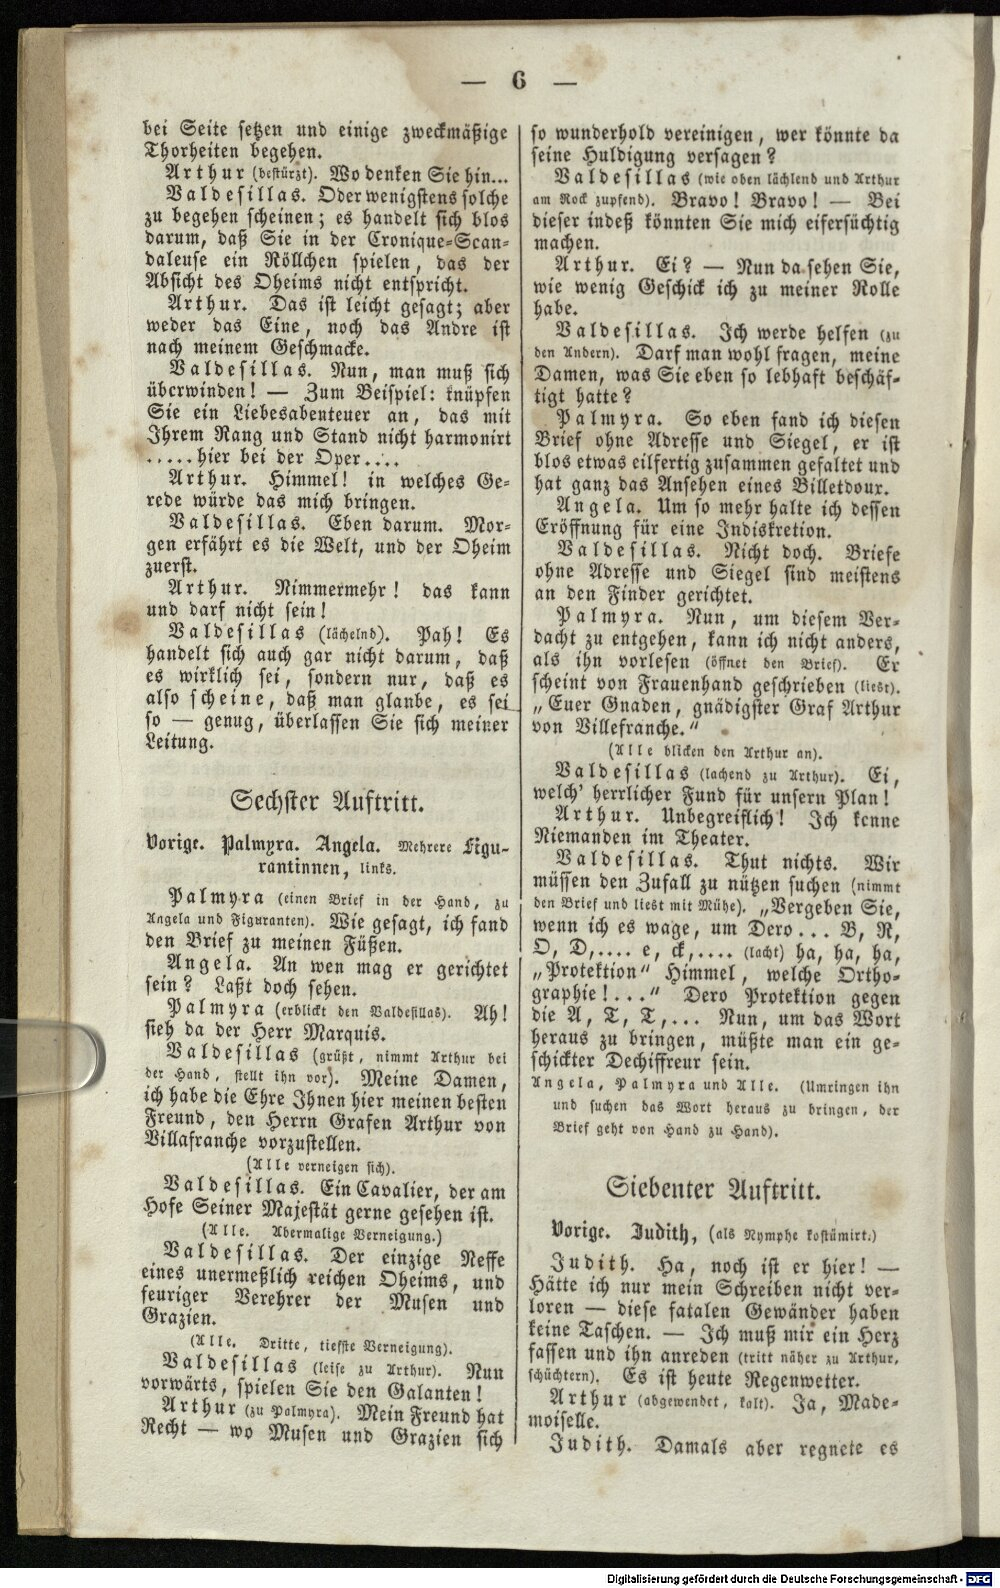 — 6 —
bei Seite setzen und einige zweckmäßige
Thorheiten begehen.
Arthur (bestürzt). Wo denken Sie hin...
Valdesillas. Oder wenigstens solche
zu begehen scheinen; es handelt sich blos
darum, daß Sie in der Cronique-Scan-
daleuse ein Röllchen spielen, das der
Absicht des Oheims nicht entspricht.
Arthur. Das ist leicht gesagt; aber
weder das Eine, noch das Andre ist
nach meinem Geschmacke.
Valdesillas. Nun, man muß sich
überwinden! — Zum Beispiel: knüpfen
Sie ein Liebesabenteuer an, das mit
Ihrem Rang und Stand nicht harmonirt
.....hier bei der Oper....
Arthur. Himmel! in welches Ge-
rede würde das mich bringen.
Valdesillas. Eben darum. Mor-
gen erfährt es die Welt, und der Oheim
zuerst.
Arthur. Nimmermehr! das kann
und darf nicht sein!
Valdesillas (lächelnd). Pah! Es
handelt sich auch gar nicht darum, daß
es wirklich sei, sondern nur, daß es
also scheine, daß man glaube, es sei
so — genug, überlassen Sie sich meiner
Leitung.
Sechster Auftritt.
Vorige. Palmyra. Angela. Mehrere Figu-
rantinnen, links.
Palmyra (einen Brief in der Hand, zu
Angela und Figuranten). Wie gesagt, ich fand
den Brief zu meinen Füßen.
Angela. An wen mag er gerichtet
sein? Laßt doch sehen.
Palmyra (erblickt den Valdesillas). Ah!
sieh da der Herr Marquis.
Valdesillas (grüßt, nimmt Arthur bei
der Hand, stellt ihn vor). Meine Damen,
ich habe die Ehre Ihnen hier meinen besten
Freund, den Herrn Grafen Arthur von
Villafranche vorzustellen.
(Alle verneigen sich).
Valdesillas. Ein Cavalier, der am
Hofe Seiner Majestät gerne gesehen ist.
(Alle. Abermalige Verneigung.)
Valdesillas. Der einzige Neffe
eines unermeßlich reichen Oheims, und
feuriger Verehrer der Musen und
Grazien.
(Alle. Dritte, tiefste Verneigung).
Valdesillas (leise zu Arthur). Nun
vorwärts, spielen Sie den Galanten!
Arthur (zu Palmyra). Mein Freund hat
Recht — wo Musen und Grazien sich
so wunderhold vereinigen, wer könnte da
seine Huldigung versagen?
Valdesillas (wie oben lächlend und Arthur
am Rock zupfend). Bravo! Bravo! — Bei
dieser indeß könnten Sie mich eifersüchtig
machen.
Arthur. Ei? — Nun da sehen Sie,
wie wenig Geschick ich zu meiner Rolle
habe.
Valdesillas. Ich werde helfen (zu
den Andern). Darf man wohl fragen, meine
Damen, was Sie eben so lebhaft beschäf-
tigt hatte?
Palmyra. So eben fand ich diesen
Brief ohne Adresse und Siegel, er ist
blos etwas eilfertig zusammen gefaltet und
hat ganz das Ansehen eines Billetdoux.
Angela. Um so mehr halte ich dessen
Eröffnung für eine Indiskretion.
Valdesillas. Nicht doch. Briefe
ohne Adresse und Siegel sind meistens
an den Finder gerichtet.
Palmyra. Nun, um diesem Ver-
dacht zu entgehen, kann ich nicht anders,
als ihn vorlesen (öffnet den Brief). Er
scheint von Frauenhand geschrieben (liest).
„Euer Gnaden, gnädigster Graf Arthur
von Villefranche.“
(Alle blicken den Arthur an).
Valdesillas (lachend zu Arthur). Ei,
welch' herrlicher Fund für unsern Plan!
Arthur. Unbegreiflich! Ich kenne
Niemanden im Theater.
Valdesillas. Thut nichts. Wir
müssen den Zufall zu nützen suchen (nimmt
den Brief und liest mit Mühe). „Vergeben Sie,
wenn ich es wage, um Dero... B, R,
O, D,.... e, ck,.... (lacht) ha, ha, ha,
„Protektion“ Himmel, welche Ortho-
graphie!...“ Dero Protektion gegen
die A, T, T,... Nun, um das Wort
heraus zu bringen, müßte man ein ge-
schickter Dechiffreur sein.
Angela, Palmyra und Alle. (Umringen ihn
und suchen das Wort heraus zu bringen, der
Brief geht von Hand zu Hand).
Siebenter Auftritt.
Vorige. Judith, (als Nymphe kostümirt.)
Judith. Ha, noch ist er hier! —
Hätte ich nur mein Schreiben nicht ver-
loren — diese fatalen Gewänder haben
keine Taschen. — Ich muß mir ein Herz
fassen und ihn anreden (tritt näher zu Arthur,
schüchtern). Es ist heute Regenwetter.
Arthur (abgewendet, kalt). Ja, Made-
moiselle.
Judith. Damals aber regnete es
Digitalisierung gefördert durch die Deutsche Forschungsgemeinschaft - DFG